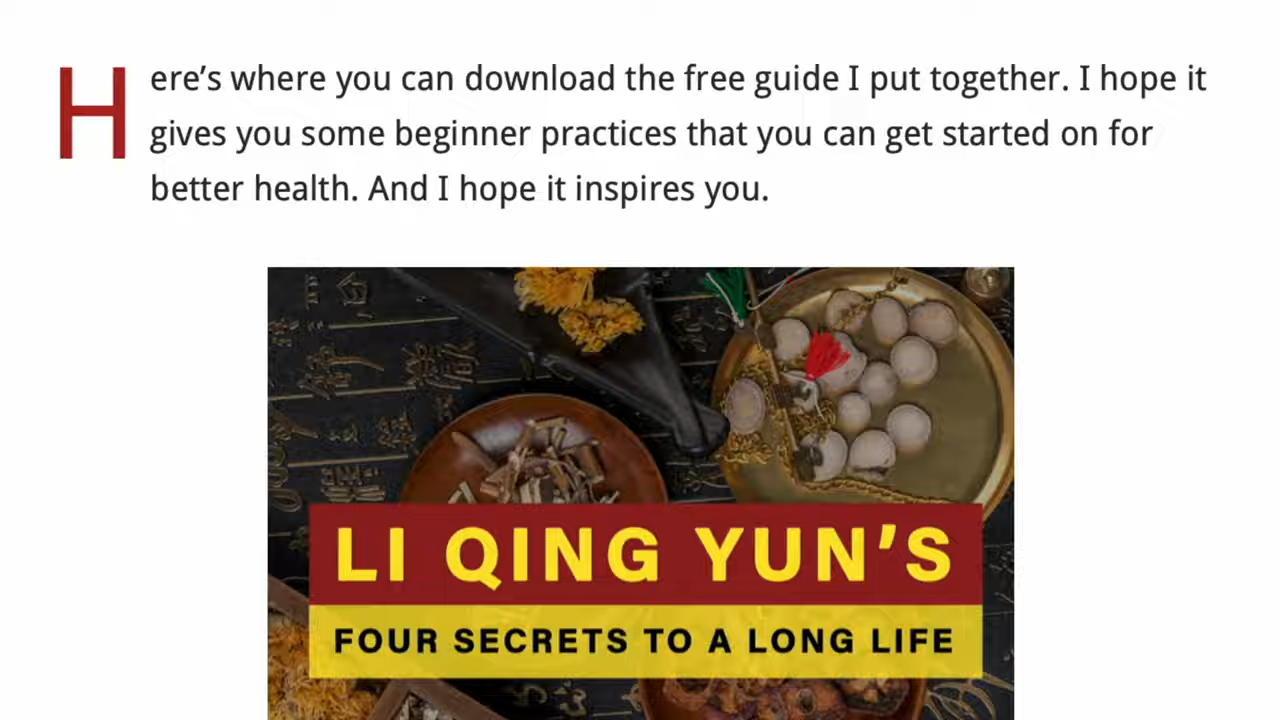 Here’s where you can download the free guide I put together. I hope it
gives you some beginner practices that you can get started on for
better health. And I hope it inspires you.
LI QING YUN’S
FOUR SECRETS TO A LONG LIFE